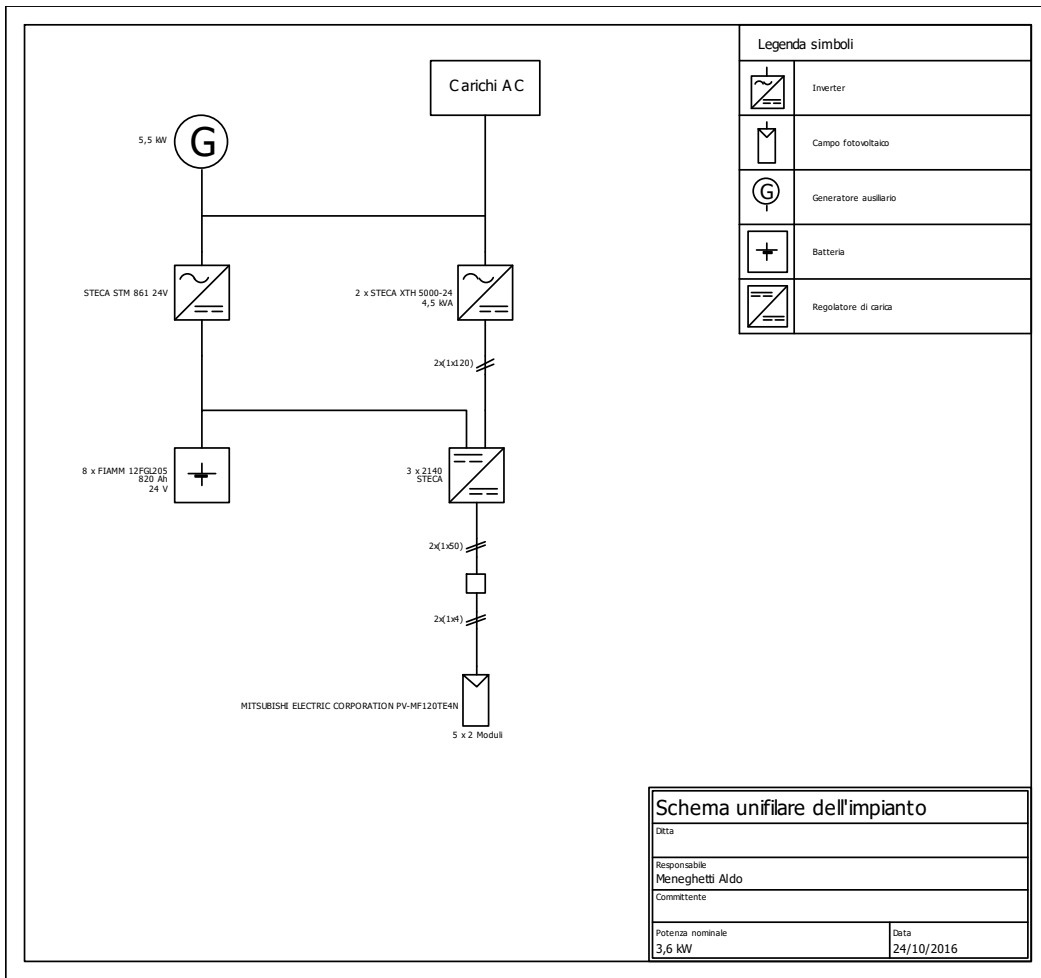 Legenda simboli
Inverter
Campo fotovoltaico
G
Generatore ausiliario
Batteria
Regolatore di carica
Carichi AC
5,5 kW
G
STECA STM 861 24V
2 x STECA XTH 5000-24
4,5 kVA
2x(1x120)
8 x FIAMM 12FGL205
820 Ah
24 V
3 x 2140
STECA
2x(1x50)
2x(1x4)
MITSUBISHI ELECTRIC CORPORATION PV-MF120TE4N
5 x 2 Moduli
Schema unifilare dell'impianto
Ditta
Responsabile
Meneghetti Aldo
Committente
Potenza nominale
3,6 kW
Data
24/10/2016